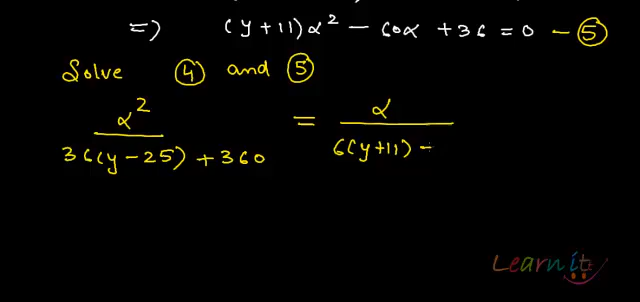 => (y+11)α² - 60α + 36 = 0 - ⑤
Solve ④ and ⑤
α² / 36(y-25) + 360 = α / 6(y+11) -
Learnit